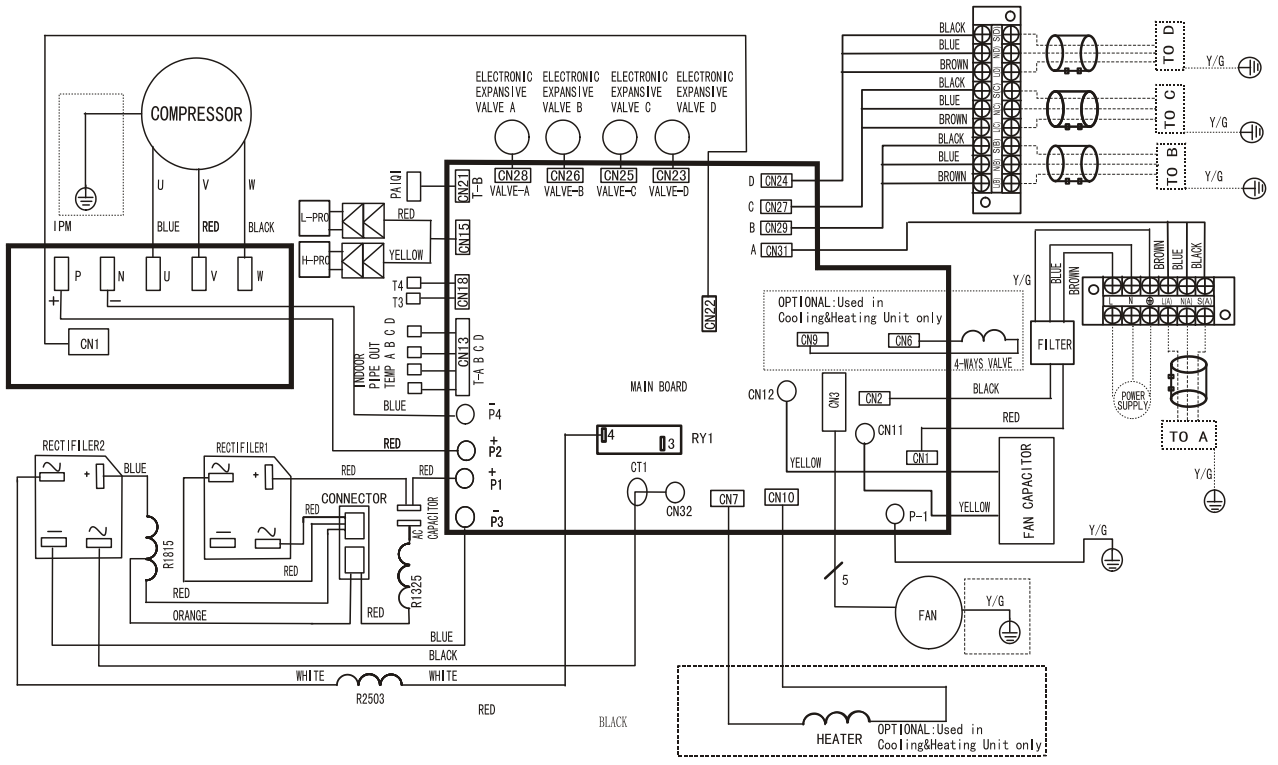 COMPRESSOR
IPM
U
V
W
BLUE
RED
BLACK
P
N
U
V
W
+
−
CN1
ELECTRONIC EXPANSIVE VALVE A
ELECTRONIC EXPANSIVE VALVE B
ELECTRONIC EXPANSIVE VALVE C
ELECTRONIC EXPANSIVE VALVE D
CN28
VALVE-A
CN26
VALVE-B
CN25
VALVE-C
CN23
VALVE-D
PAIQI
CN21
T-B
L-PRO
RED
H-PRO
YELLOW
CN15
T4
T3
CN18
INDOOR
PIPE OUT
TEMP A B C D
CN13
T-A B C D
BLUE
− P4
RED
+ P2
+ P1
− P3
CN22
D CN24
C CN27
B CN29
A CN31
BLACK
BLUE
BROWN
BLACK
BLUE
BROWN
BLACK
BLUE
BROWN
S(D)
N(D)
L(D)
S(C)
N(C)
L(C)
S(B)
N(B)
L(B)
TO D
Y/G
TO C
Y/G
TO B
Y/G
Y/G
BLUE
BROWN
BROWN
BLUE
BLACK
L
N
L(A)
N(A)
S(A)
FILTER
POWER SUPPLY
TO A
Y/G
OPTIONAL:Used in
Cooling&Heating Unit only
CN9
CN6
4-WAYS VALVE
MAIN BOARD
CN12
CN3
CN2
BLACK
CN11
RED
CN1
YELLOW
YELLOW
FAN CAPACITOR
4
3
RY1
CT1
CN32
CN7
CN10
P-1
Y/G
5
FAN
Y/G
RECTIFILER2
+
BLUE
R1815
RECTIFILER1
+
RED
RED
CONNECTOR
RED
AC CAPACITOR
R1325
RED
RED
RED
ORANGE
BLUE
BLACK
WHITE
WHITE
R2503
RED
BLACK
HEATER
OPTIONAL:Used in
Cooling&Heating Unit only